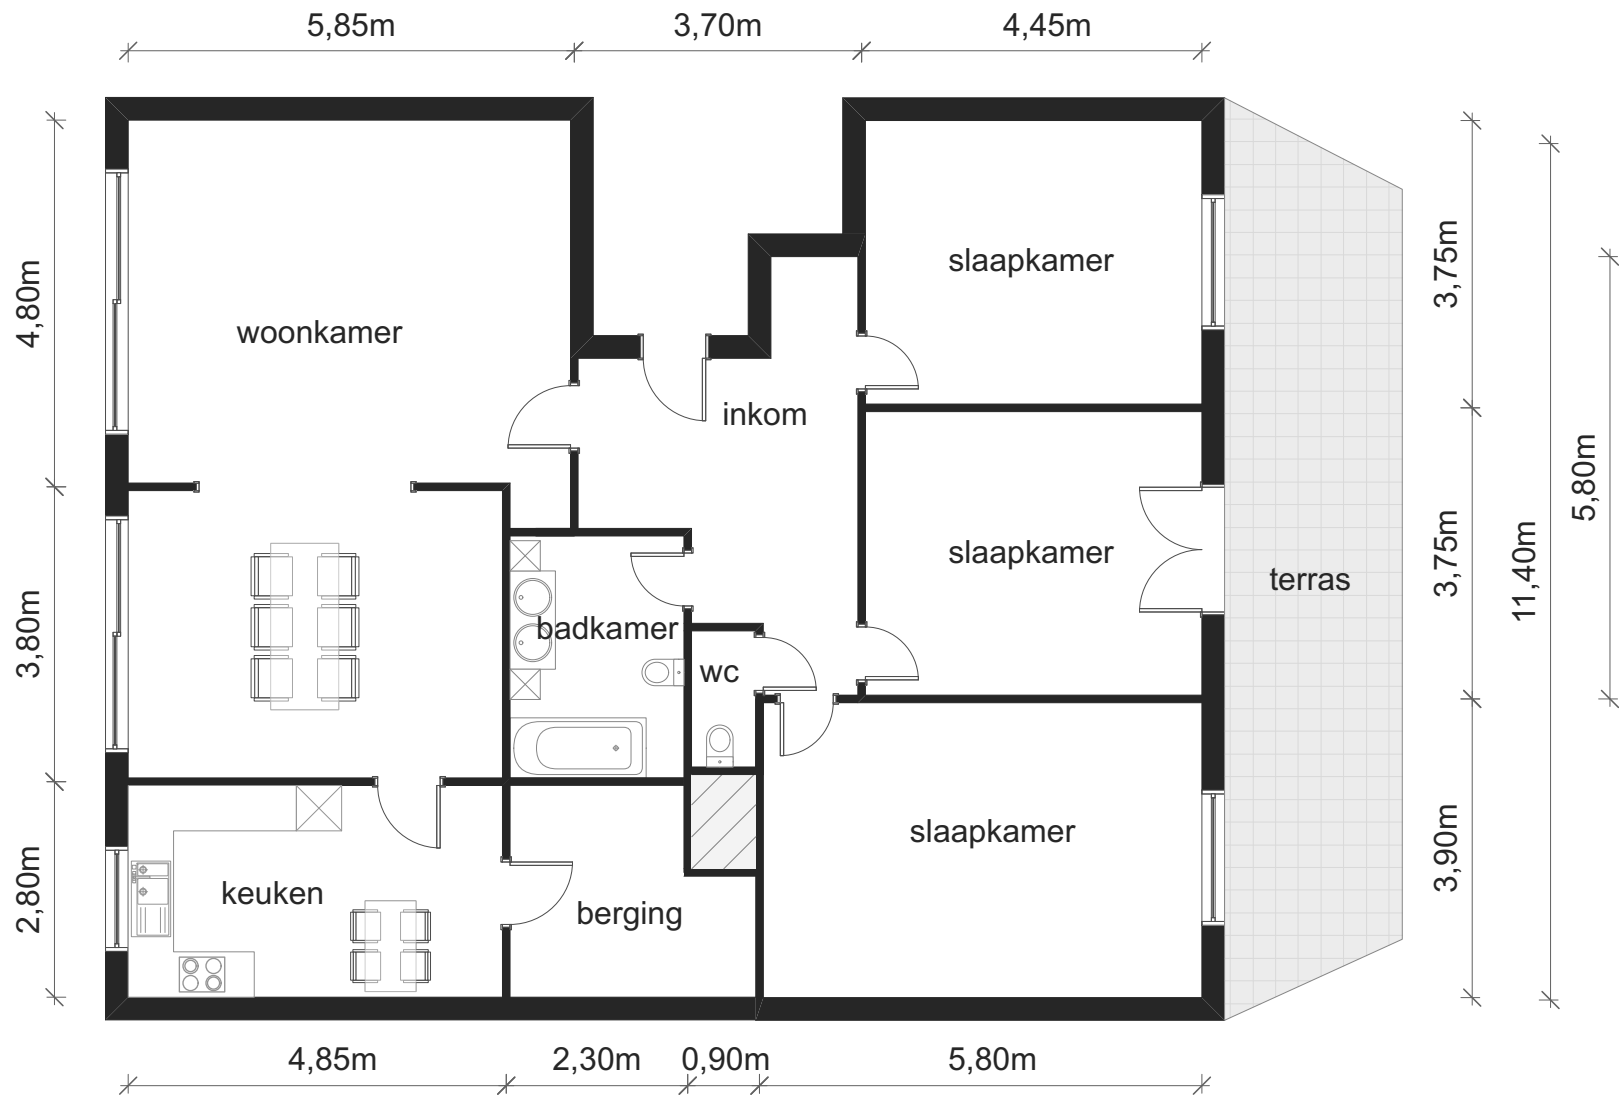 5,85m
3,70m
4,45m
4,80m
3,80m
2,80m
woonkamer
slaapkamer
inkom
slaapkamer
terras
badkamer
wc
slaapkamer
keuken
berging
3,75m
3,75m
3,90m
11,40m
5,80m
4,85m
2,30m
0,90m
5,80m